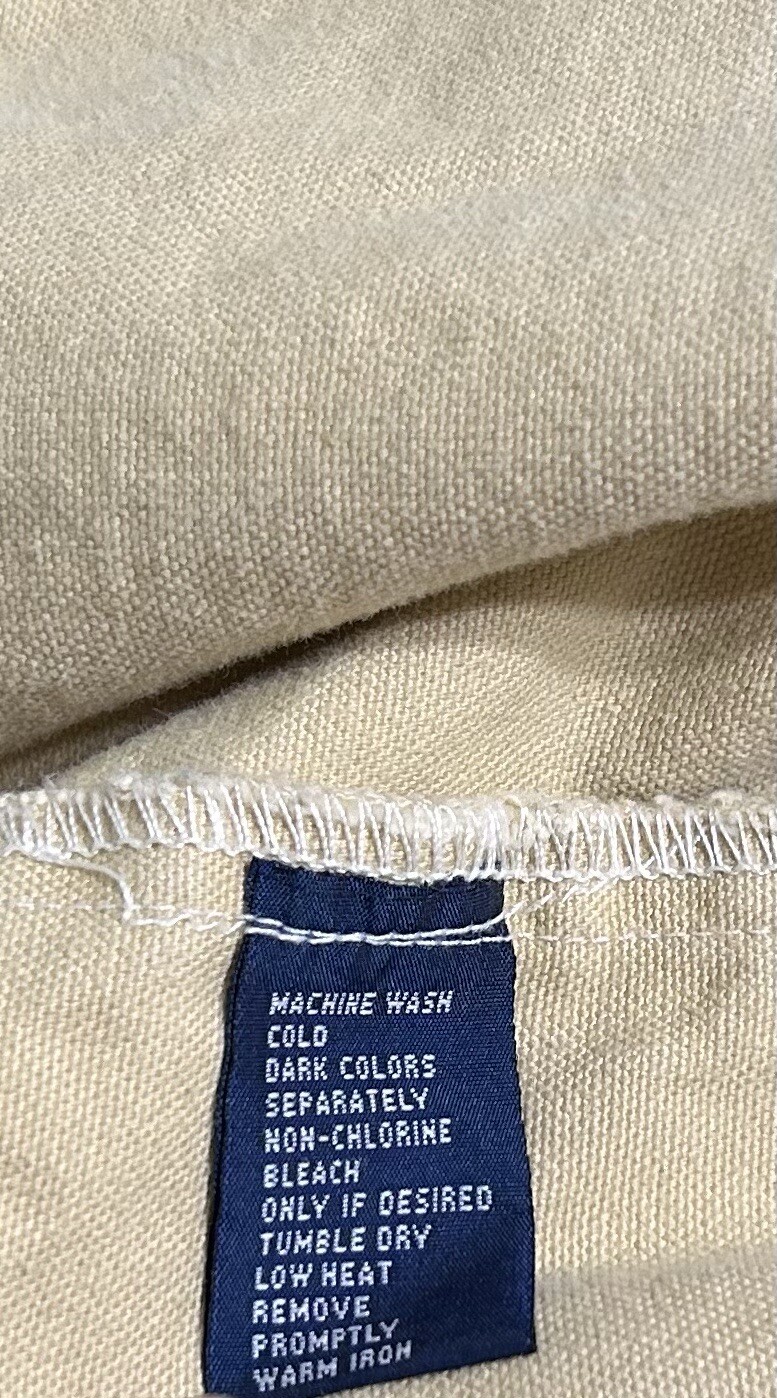 MACHINE WASH
COLD
DARK COLORS
SEPARATELY
NON-CHLORINE
BLEACH
ONLY IF DESIRED
TUMBLE DRY
LOW HEAT
REMOVE
PROMPTLY
WARM IRON